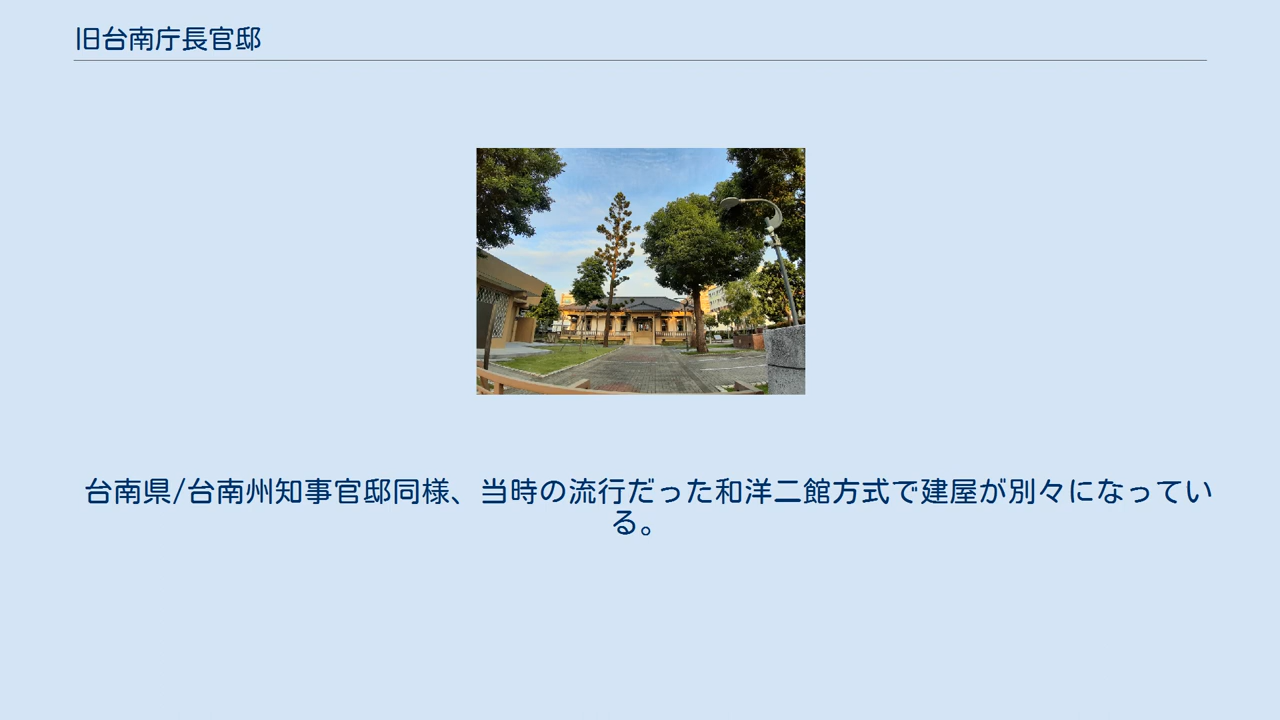 旧台南庁長官邸
台南県/台南州知事官邸同様、当時の流行だった和洋二館方式で建屋が別々になってい
る。